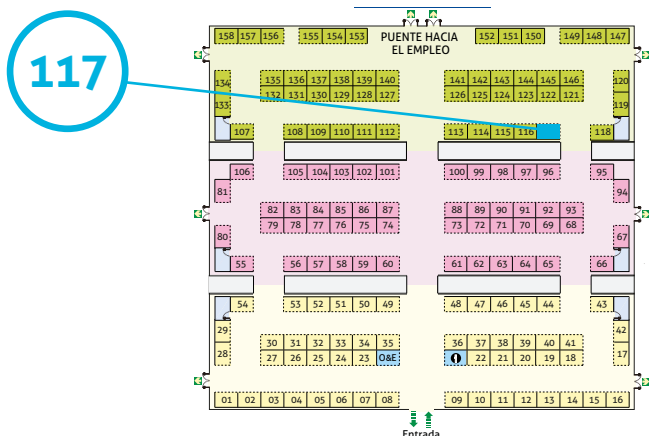 158 157 156 155 154 153 PUENTE HACIA 152 151 150 149 148 147
EL EMPLEO
117
134 135 136 137 138 139 140 141 142 143 144 145 146 120
133 132 131 130 129 128 127 126 125 124 123 122 121 119
107 108 109 110 111 112 113 114 115 116 118
106 105 104 103 102 101 100 99 98 97 96 95
81 94
82 83 84 85 86 87 88 89 90 91 92 93
79 78 77 76 75 74 73 72 71 70 69 68
80 67
55 56 57 58 59 60 61 62 63 64 65 66
54 53 52 51 50 49 48 47 46 45 44 43
29 42
30 31 32 33 34 35 36 37 38 39 40 41
28 27 26 25 24 23 O&E 22 21 20 19 18 17
01 02 03 04 05 06 07 08 09 10 11 12 13 14 15 16
Entrada